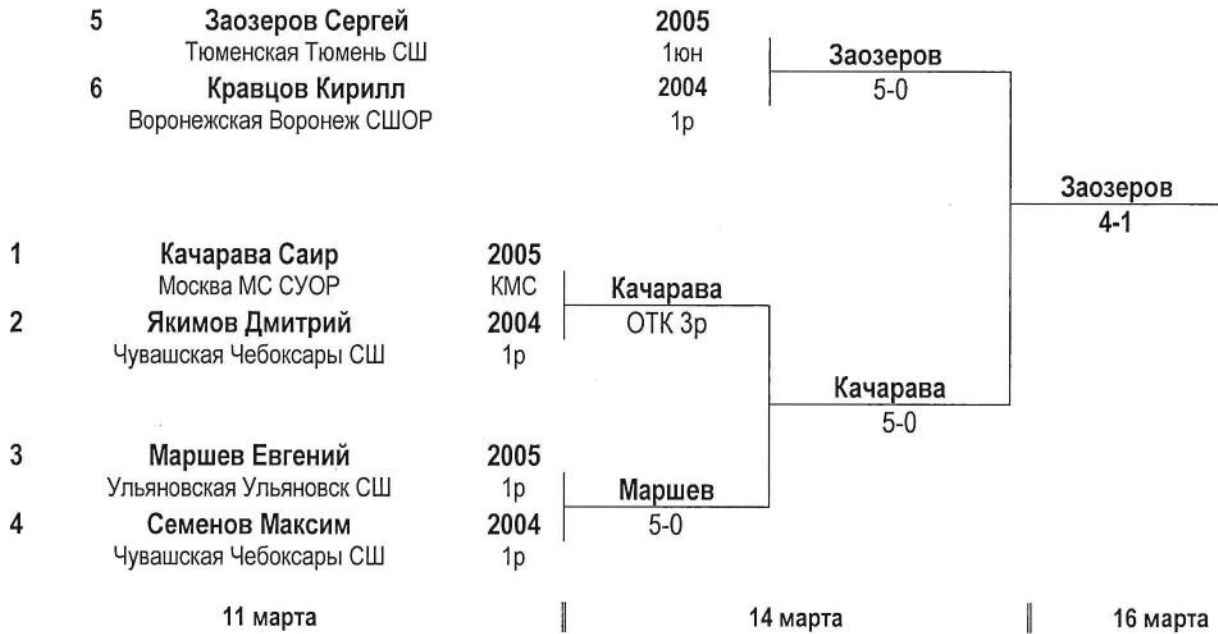 5 Заозеров Сергей 2005
Тюменская Тюмень СШ 1юн
Заозеров
5-0
6 Кравцов Кирилл 2004
Воронежская Воронеж СШОР 1р
Заозеров
4-1
1 Качарава Саир 2005
Москва МС СУОР КМС
Качарава
ОТК 3р
2 Якимов Дмитрий 2004
Чувашская Чебоксары СШ 1р
Качарава
5-0
3 Маршев Евгений 2005
Ульяновская Ульяновск СШ 1р
Маршев
5-0
4 Семенов Максим 2004
Чувашская Чебоксары СШ 1р
11 марта 14 марта 16 марта